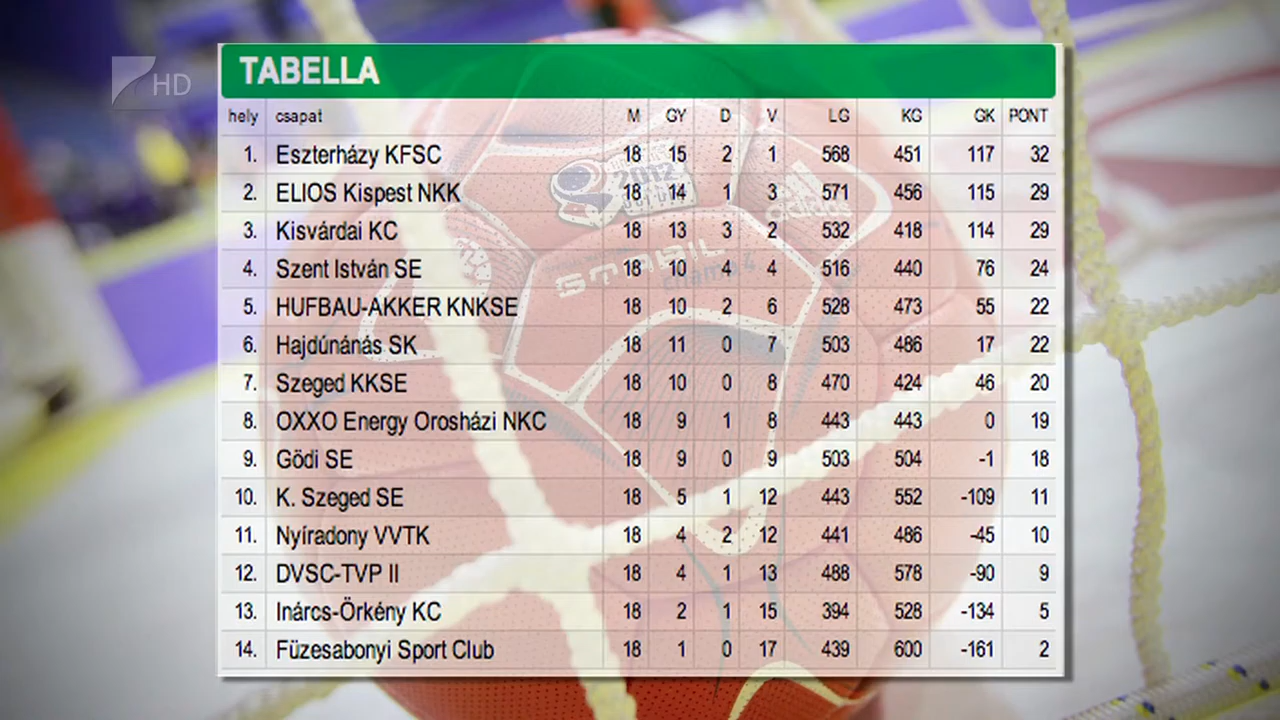 HD
TABELLA
hely csapat M GY D V LG KG GK PONT
1. Eszterházy KFSC 18 15 2 1 568 451 117 32
2. ELIOS Kispest NKK 18 14 1 3 571 456 115 29
3. Kisvárdai KC 18 13 3 2 532 418 114 29
4. Szent István SE 18 10 4 4 516 440 76 24
5. HUFBAU-AKKER KNKSE 18 10 2 6 528 473 55 22
6. Hajdúnánás SK 18 11 0 7 503 486 17 22
7. Szeged KKSE 18 10 0 8 470 424 46 20
8. OXXO Energy Orosházi NKC 18 9 1 8 443 443 0 19
9. Gödi SE 18 9 0 9 503 504 -1 18
10. K. Szeged SE 18 5 1 12 443 552 -109 11
11. Nyíradony VVTK 18 4 2 12 441 486 -45 10
12. DVSC-TVP II 18 4 1 13 488 578 -90 9
13. Inárcs-Örkény KC 18 2 1 15 394 528 -134 5
14. Füzesabonyi Sport Club 18 1 0 17 439 600 -161 2
2012
adidas
STABIL